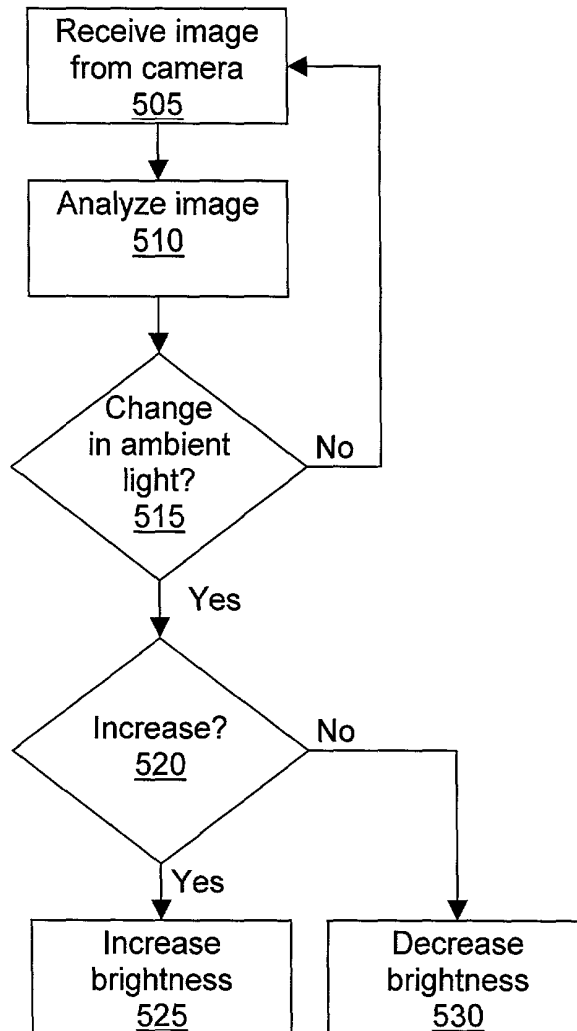 Receive image
from camera
505
Analyze image
510
Change
in ambient
light?
515
No
Yes
Increase?
520
No
Yes
Increase
brightness
525
Decrease
brightness
530